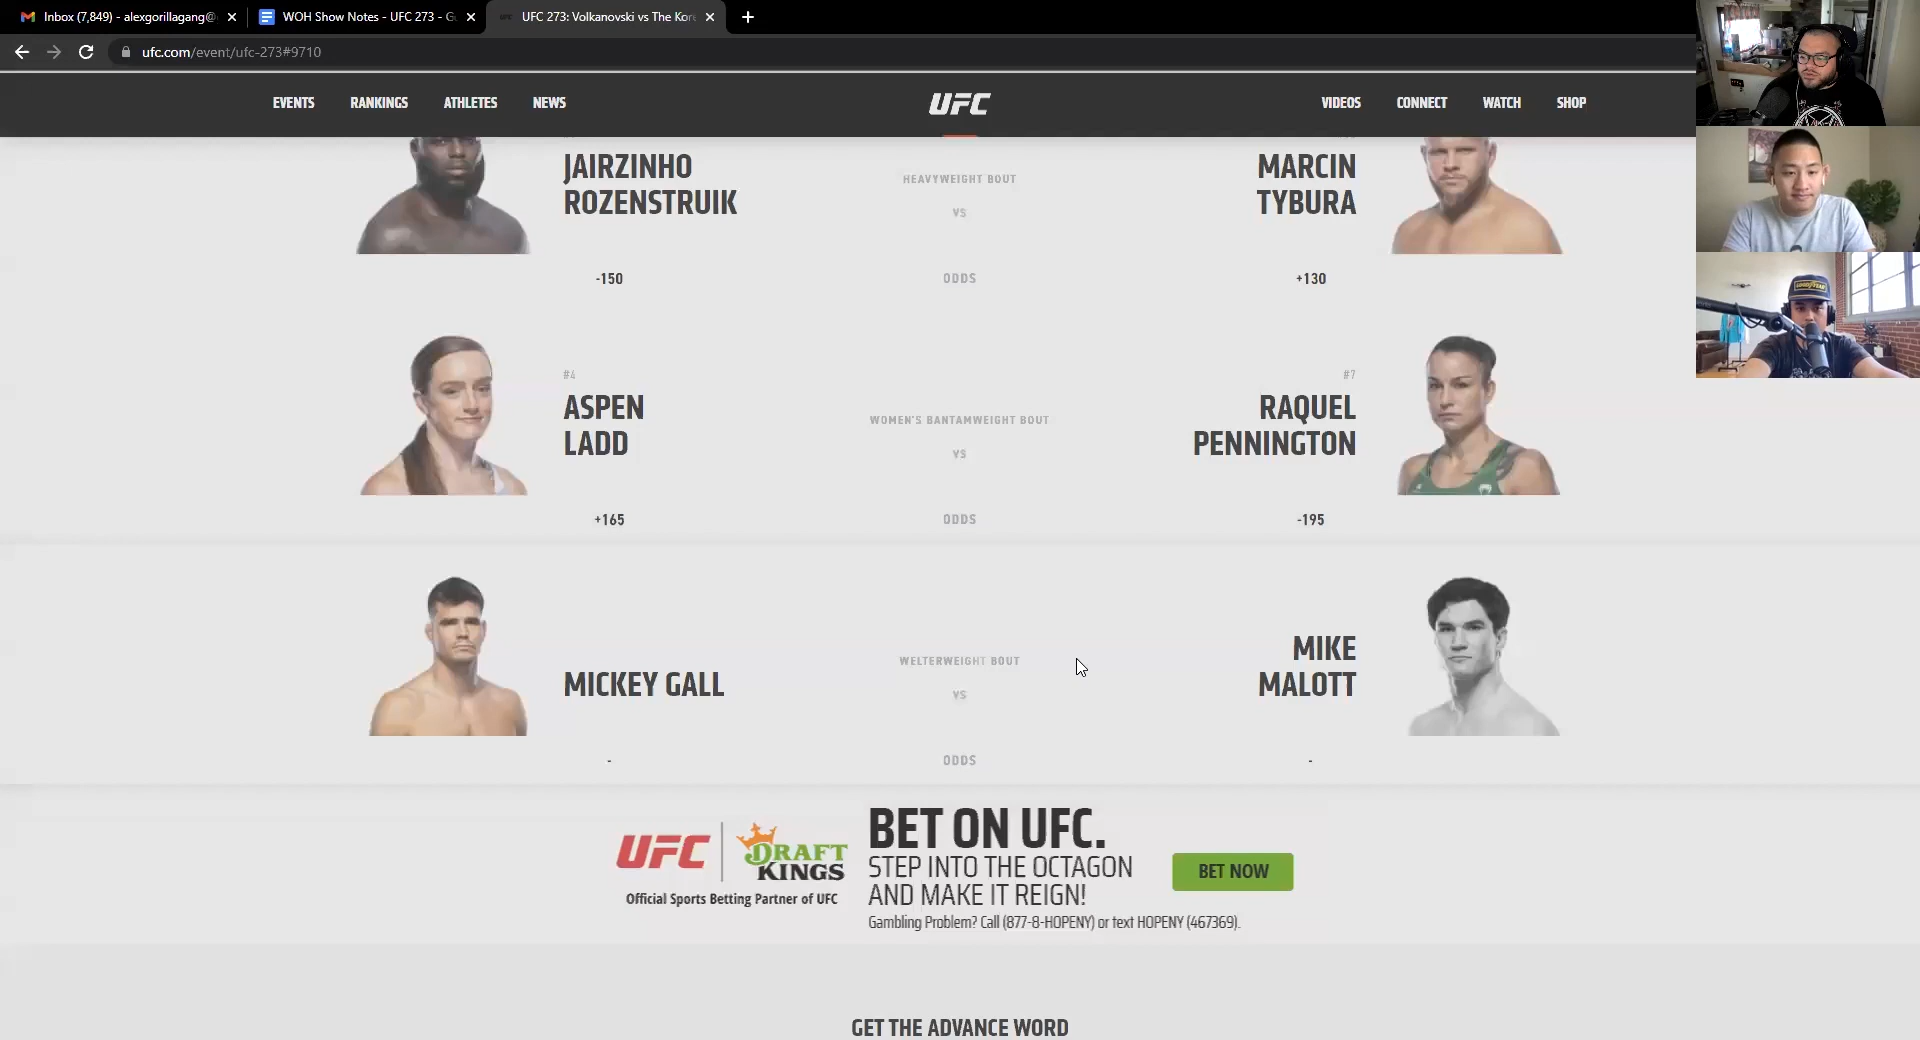 Inbox (7,849) - alexgorillagang@
WOH Show Notes - UFC 273 - G
UFC 273: Volkanovski vs The Kor
ufc.com/event/ufc-273#9710
EVENTS RANKINGS ATHLETES NEWS
UFC
VIDEOS CONNECT WATCH SHOP
JAIRZINHO
ROZENSTRUIK
HEAVYWEIGHT BOUT
VS
MARCIN
TYBURA
-150
ODDS
+130
#4
ASPEN
LADD
WOMEN'S BANTAMWEIGHT BOUT
VS
#7
RAQUEL
PENNINGTON
+165
ODDS
-195
MICKEY GALL
WELTERWEIGHT BOUT
VS
MIKE
MALOTT
-
ODDS
-
UFC
DRAFT
KINGS
Official Sports Betting Partner of UFC
BET ON UFC.
STEP INTO THE OCTAGON
AND MAKE IT REIGN!
Gambling Problem? Call (877-8-HOPENY) or text HOPENY (467369).
BET NOW
GET THE ADVANCE WORD